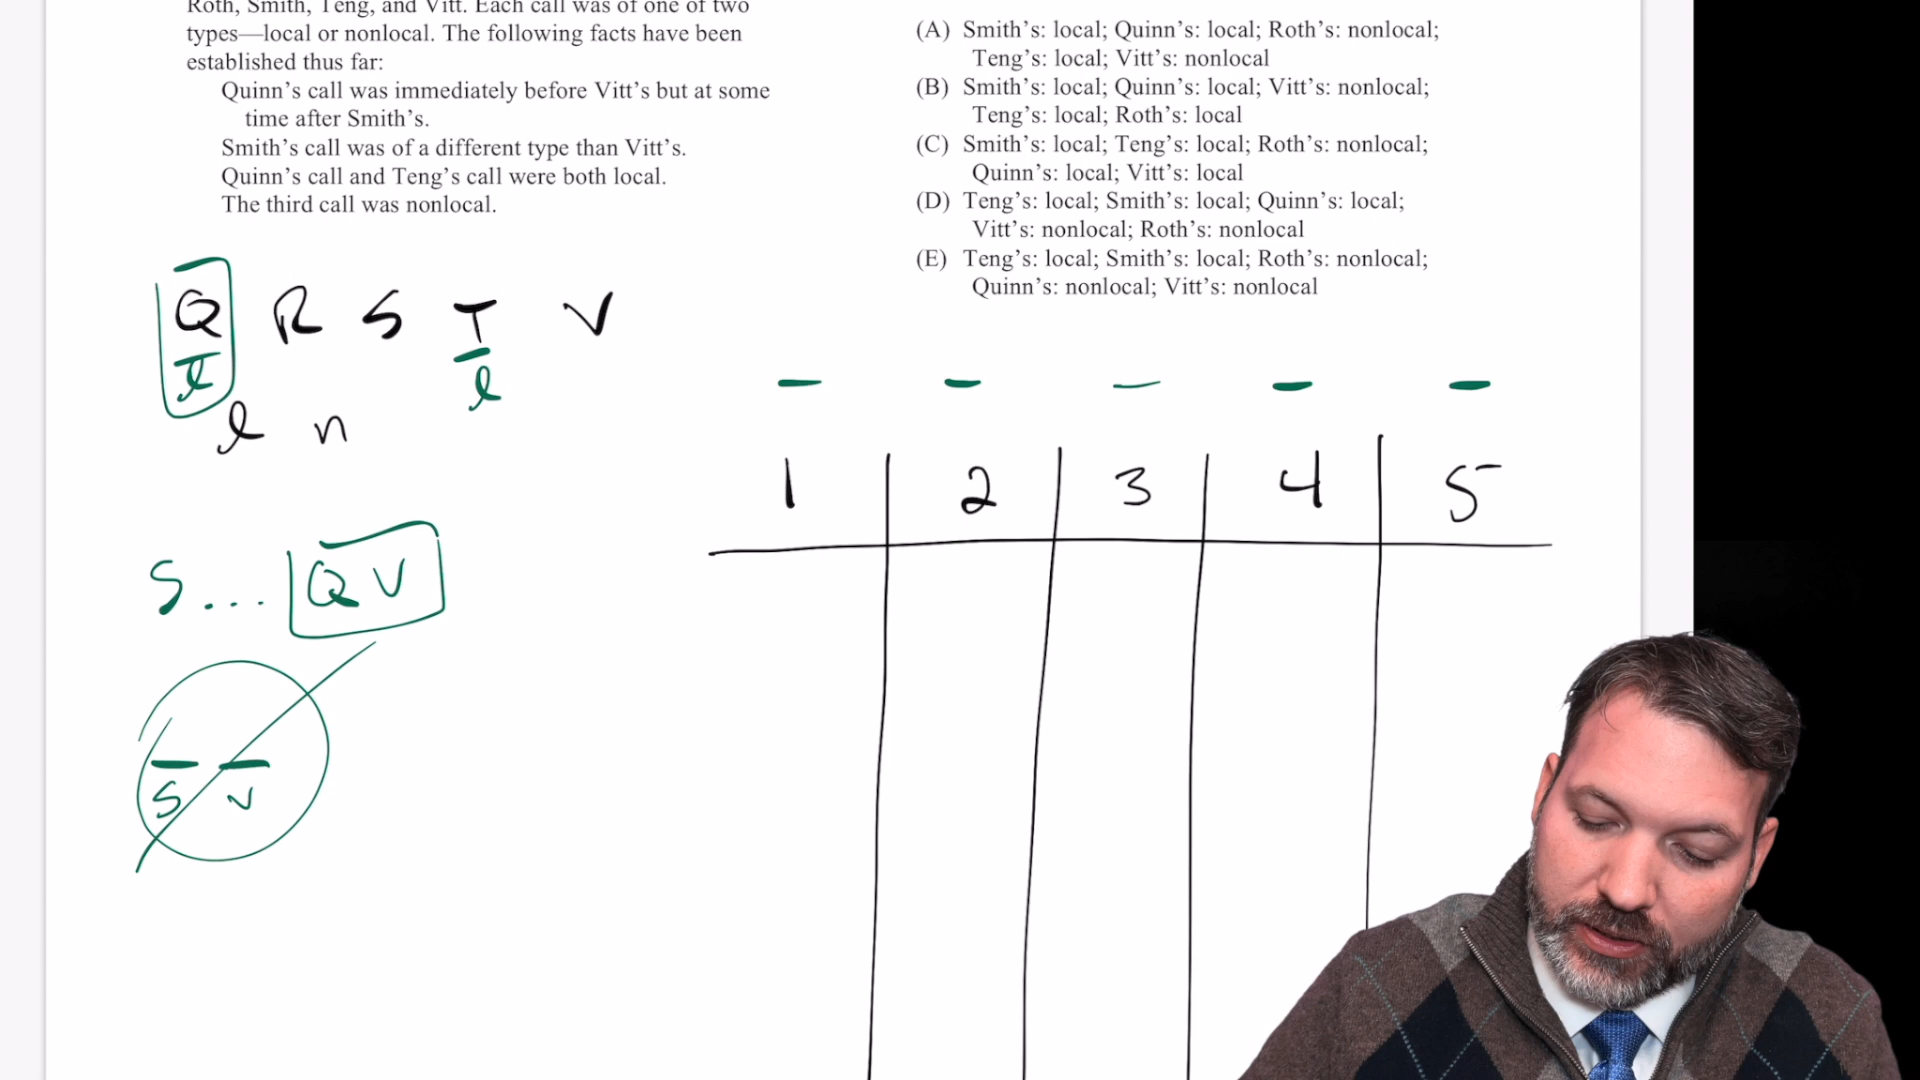 Roth, Smith, Teng, and Vitt. Each call was of one of two
types—local or nonlocal. The following facts have been
established thus far:
Quinn’s call was immediately before Vitt’s but at some
time after Smith’s.
Smith’s call was of a different type than Vitt’s.
Quinn’s call and Teng’s call were both local.
The third call was nonlocal.
(A) Smith’s: local; Quinn’s: local; Roth’s: nonlocal;
Teng’s: local; Vitt’s: nonlocal
(B) Smith’s: local; Quinn’s: local; Vitt’s: nonlocal;
Teng’s: local; Roth’s: local
(C) Smith’s: local; Teng’s: local; Roth’s: nonlocal;
Quinn’s: local; Vitt’s: local
(D) Teng’s: local; Smith’s: local; Quinn’s: local;
Vitt’s: nonlocal; Roth’s: nonlocal
(E) Teng’s: local; Smith’s: local; Roth’s: nonlocal;
Quinn’s: nonlocal; Vitt’s: nonlocal
Q R S T V
l l
l n
1 2 3 4 5
S... QV
S V